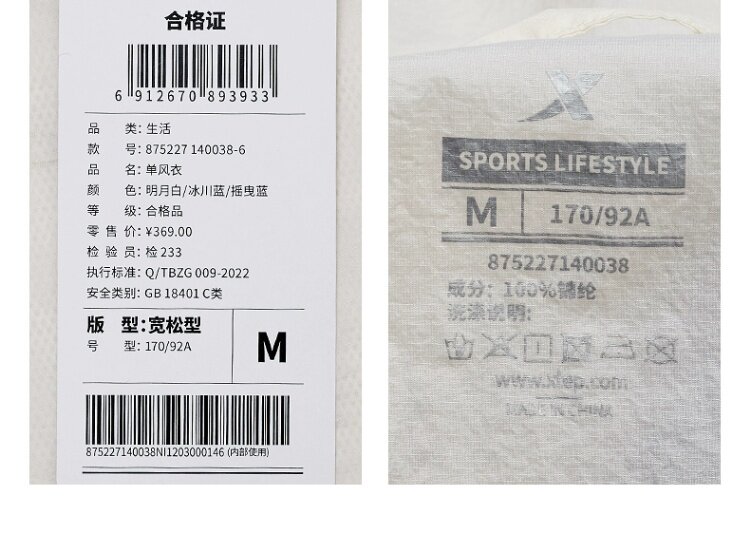 合格证
6 912670 893933
品 类: 生活
款 号: 875227 140038-6
品 名: 单风衣
颜 色: 明月白/冰川蓝/摇曳蓝
等 级: 合格品
零 售 价: ¥369.00
检 验 员: 检 233
执行标准: Q/TBZG 009-2022
安全类别: GB 18401 C类
版 型: 宽松型
号 型: 170/92A
M
875227140038NI1203000146 (内部使用)
SPORTS LIFESTYLE
M 170/92A
875227140038
成分: 100%锦纶
洗涤说明:
www.xtep.com
MADE IN CHINA